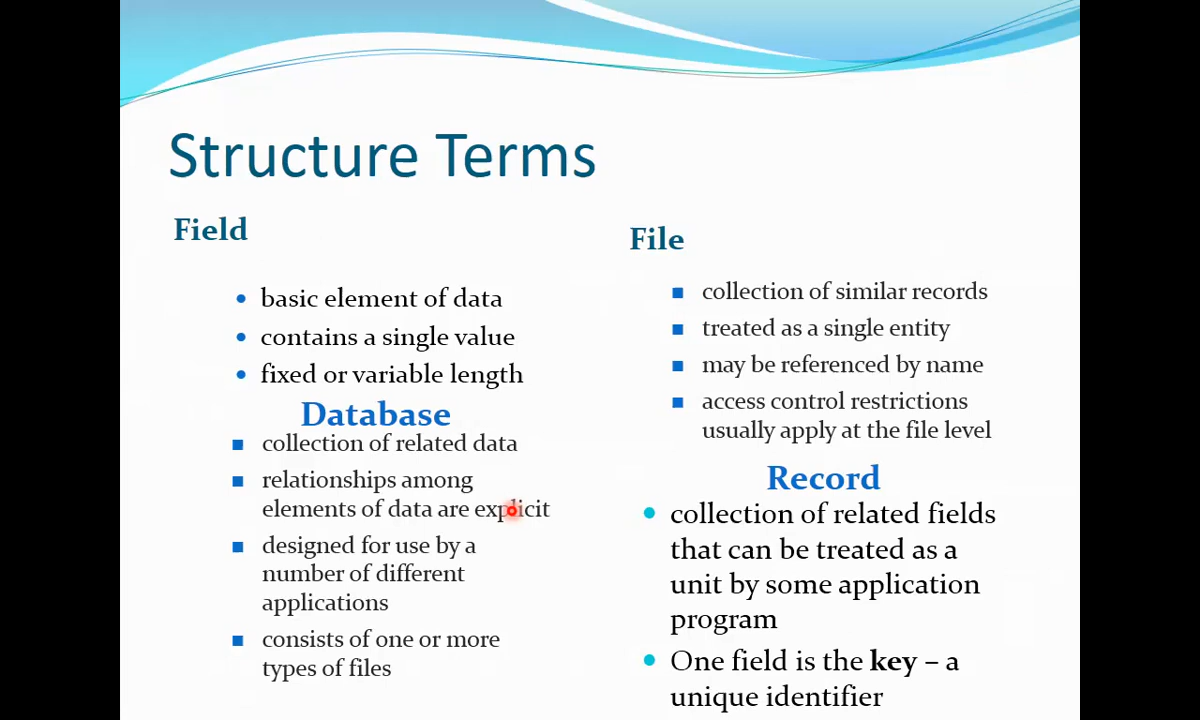 Structure Terms
Field
basic element of data
contains a single value
fixed or variable length
Database
collection of related data
relationships among
elements of data are explicit
designed for use by a
number of different
applications
consists of one or more
types of files
File
collection of similar records
treated as a single entity
may be referenced by name
access control restrictions
usually apply at the file level
Record
collection of related fields
that can be treated as a
unit by some application
program
One field is the key – a
unique identifier